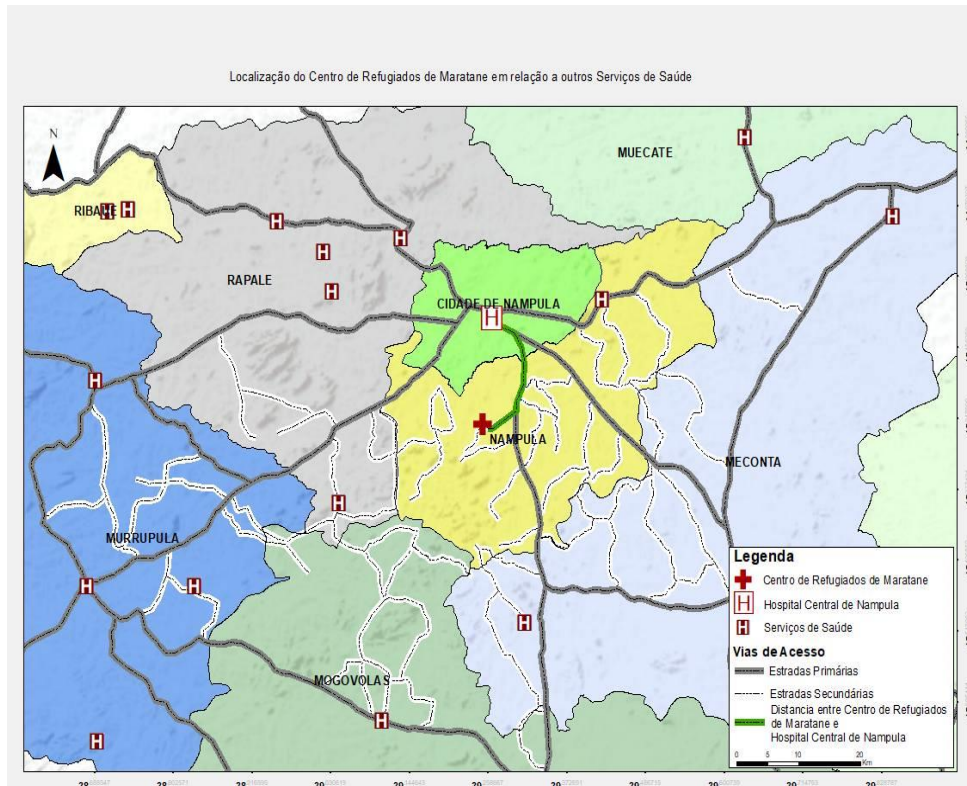 Localização do Centro de Refugiados de Maratane em relação a outros Serviços de Saúde
N
MUECATE
H
RIBAUE
H
H
H
H
H
H
H
RAPALE
CIDADE DE NAMPULA
H
H
H
NAMPULA
MECONTA
H
MURRUPULA
H
H
H
MOGOVOLAS
H
H
Legenda
Centro de Refugiados de Maratane
H Hospital Central de Nampula
H Serviços de Saúde
Vias de Acesso
Estradas Primárias
Estradas Secundárias
Distancia entre Centro de Refugiados
de Maratane e
Hospital Central de Nampula
0 5 10 20
Km